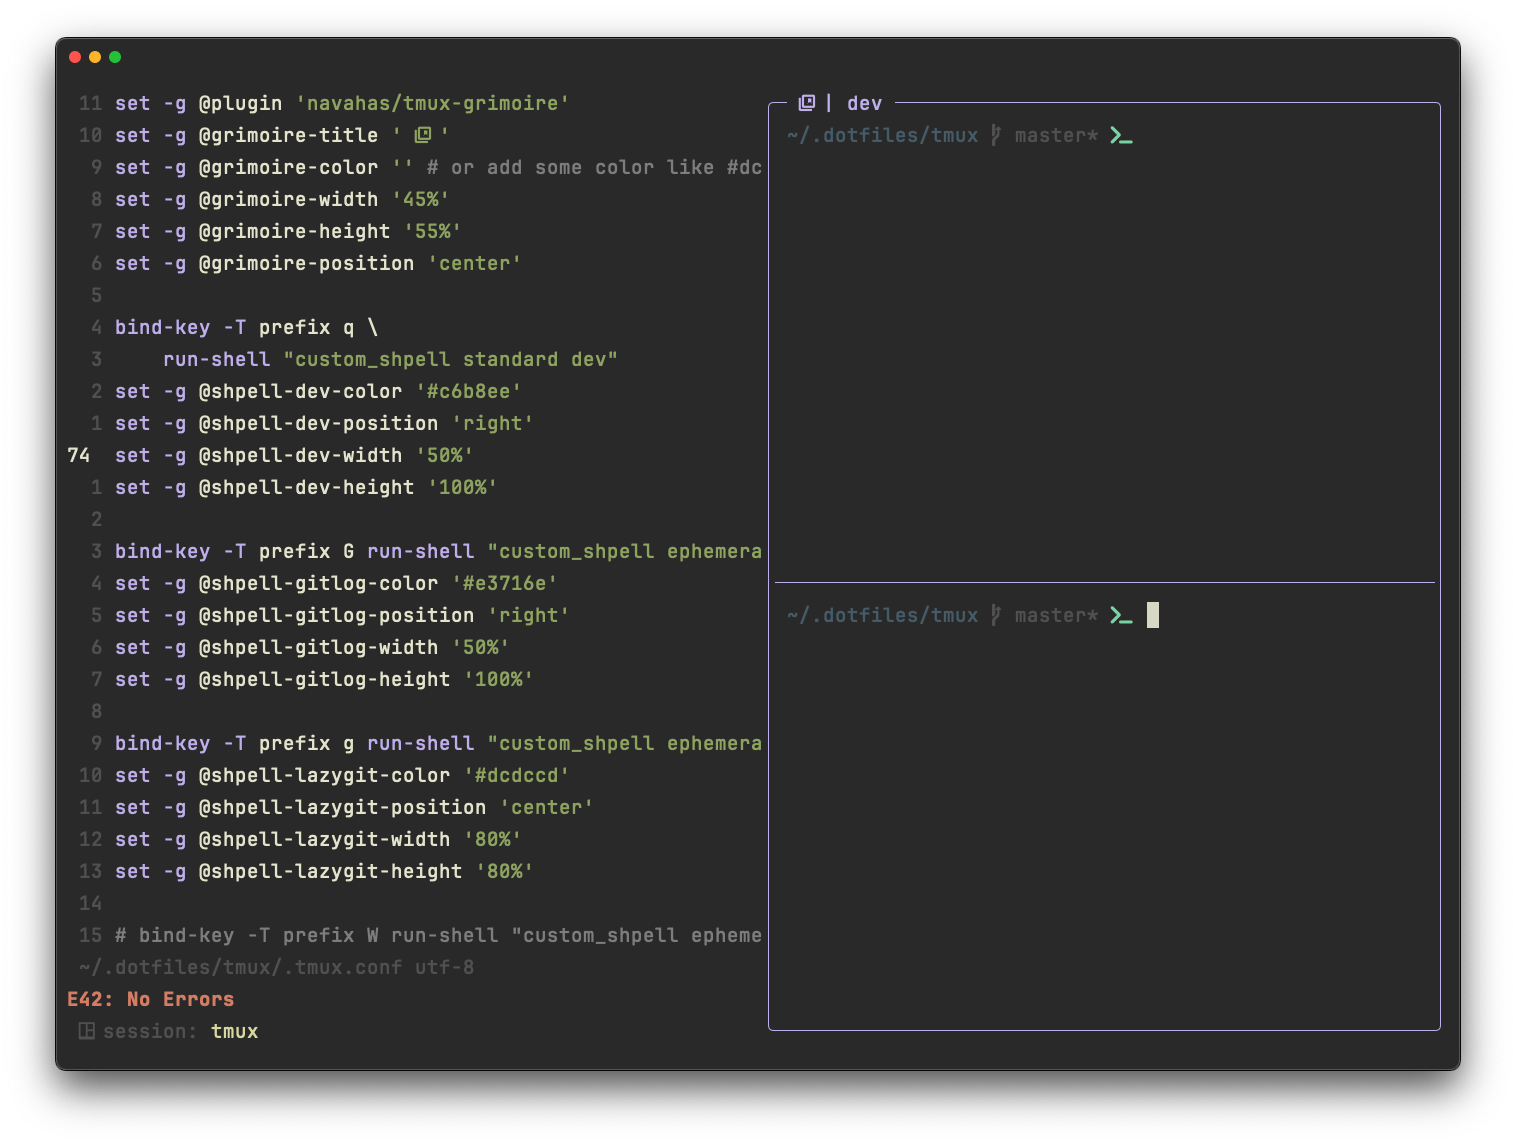 11 set -g @plugin 'navahas/tmux-grimoire'
10 set -g @grimoire-title ' '
9 set -g @grimoire-color '' # or add some color like #dc
8 set -g @grimoire-width '45%'
7 set -g @grimoire-height '55%'
6 set -g @grimoire-position 'center'
5
4 bind-key -T prefix q \
3     run-shell "custom_shpell standard dev"
2 set -g @shpell-dev-color '#c6b8ee'
1 set -g @shpell-dev-position 'right'
74 set -g @shpell-dev-width '50%'
1 set -g @shpell-dev-height '100%'
2
3 bind-key -T prefix G run-shell "custom_shpell ephemera
4 set -g @shpell-gitlog-color '#e3716e'
5 set -g @shpell-gitlog-position 'right'
6 set -g @shpell-gitlog-width '50%'
7 set -g @shpell-gitlog-height '100%'
8
9 bind-key -T prefix g run-shell "custom_shpell ephemera
10 set -g @shpell-lazygit-color '#dcdccd'
11 set -g @shpell-lazygit-position 'center'
12 set -g @shpell-lazygit-width '80%'
13 set -g @shpell-lazygit-height '80%'
14
15 # bind-key -T prefix W run-shell "custom_shpell epheme
~/.dotfiles/tmux/.tmux.conf utf-8
E42: No Errors
session: tmux
| dev
~/.dotfiles/tmux master* >_
~/.dotfiles/tmux master* >_